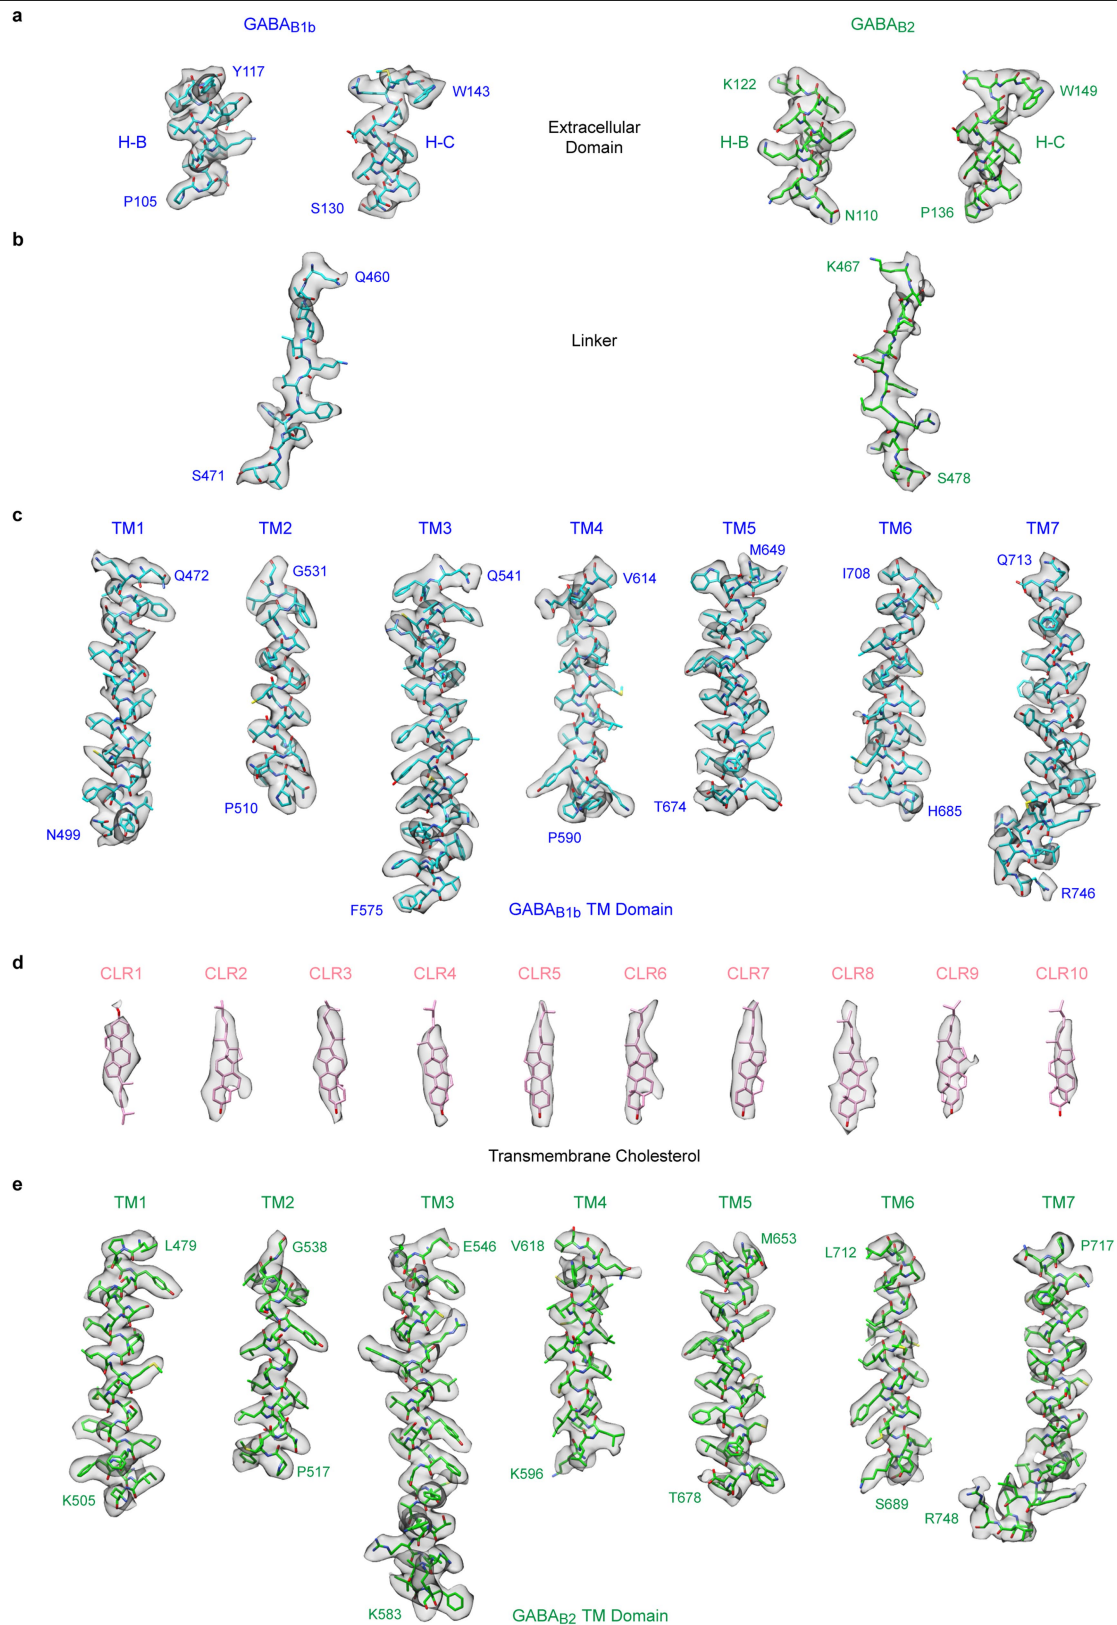 a
GABAB1b
GABAB2
Y117
W143
K122
W149
H-B
H-C
Extracellular
Domain
H-B
H-C
P105
S130
N110
P136
b
Q460
K467
Linker
S471
S478
c
TM1
TM2
TM3
TM4
TM5
TM6
TM7
Q472
G531
Q541
V614
M649
I708
Q713
N499
P510
F575
P590
T674
H685
R746
GABAB1b TM Domain
d
CLR1
CLR2
CLR3
CLR4
CLR5
CLR6
CLR7
CLR8
CLR9
CLR10
Transmembrane Cholesterol
e
TM1
TM2
TM3
TM4
TM5
TM6
TM7
L479
G538
E546
V618
M653
L712
P717
K505
P517
K583
K596
T678
S689
R748
GABAB2 TM Domain